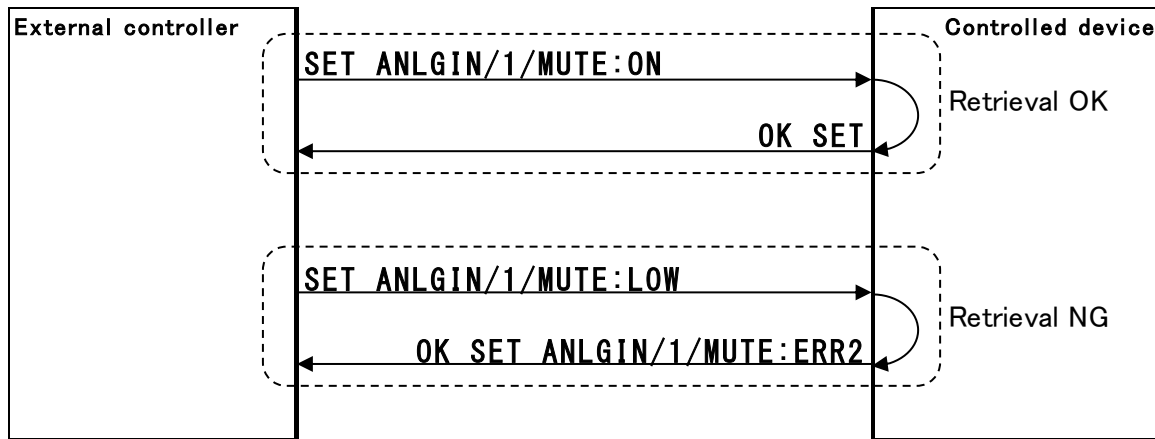 External controller
Controlled device
SET ANLGIN/1/MUTE:ON
Retrieval OK
OK SET
SET ANLGIN/1/MUTE:LOW
Retrieval NG
OK SET ANLGIN/1/MUTE:ERR2